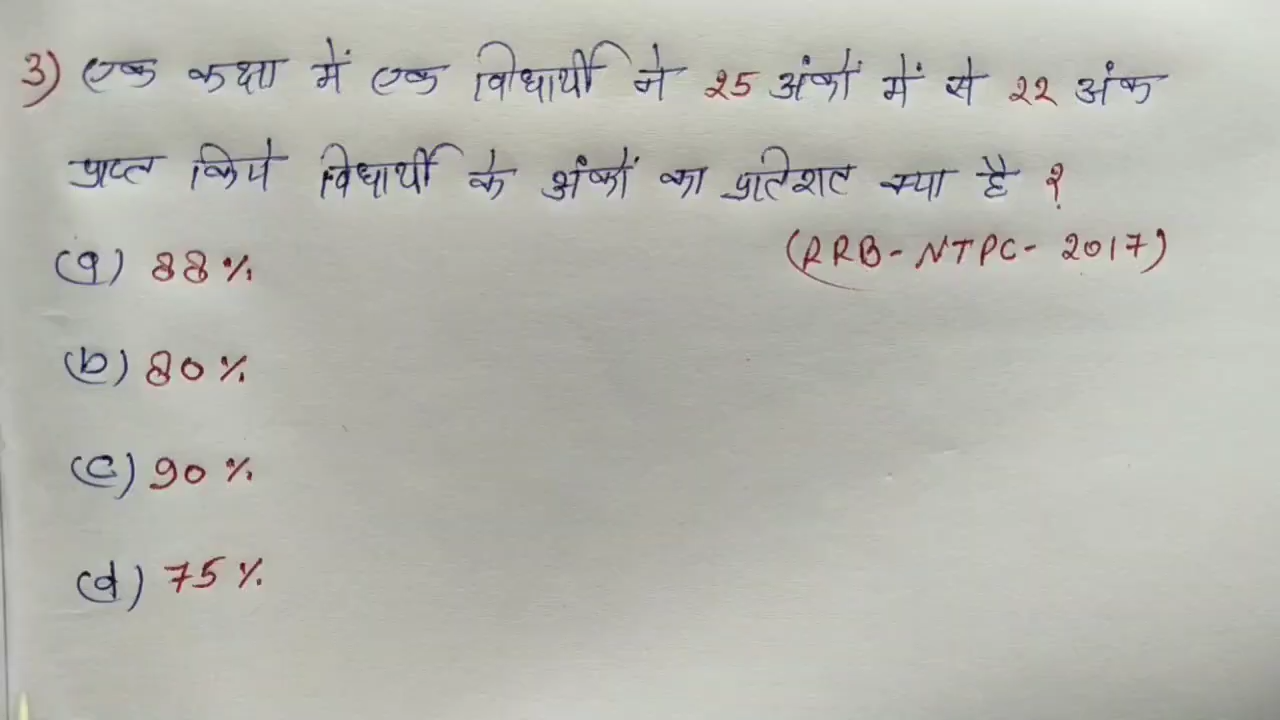 3) एक कक्षा में एक विधार्थी ने 25 अंकों में से 22 अंक
प्राप्त किये विधार्थी के अंकों का प्रतिशत क्या है ?
(RRB-NTPC-2017)
(a) 88%
(b) 80%
(c) 90%
(d) 75%